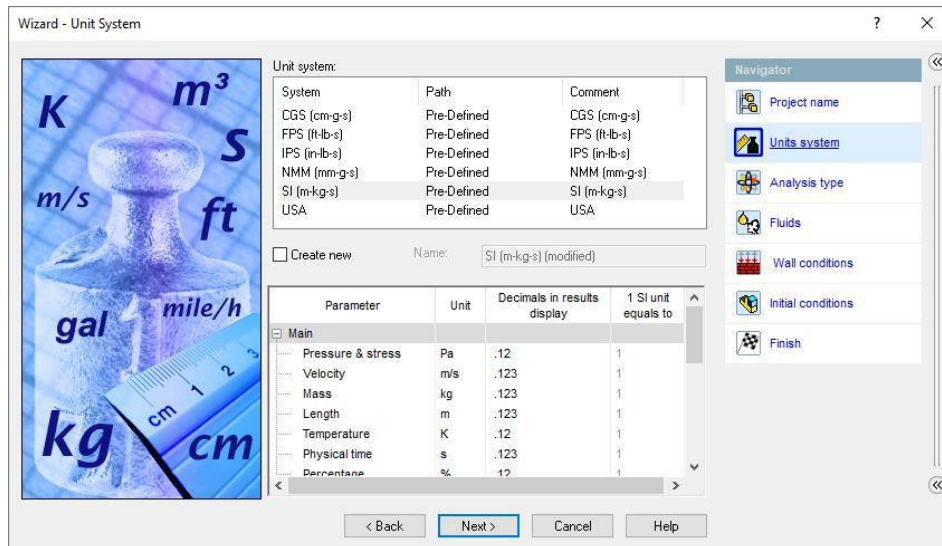 Wizard - Unit System
?
K
m³
S
m/s
ft
gal
mile/h
cm 1 2 3
kg
cm
Unit system:
System Path Comment
CGS (cm-g-s) Pre-Defined CGS (cm-g-s)
FPS (ft-lb-s) Pre-Defined FPS (ft-lb-s)
IPS (in-lb-s) Pre-Defined IPS (in-lb-s)
NMM (mm-g-s) Pre-Defined NMM (mm-g-s)
SI (m-kg-s) Pre-Defined SI (m-kg-s)
USA Pre-Defined USA
Create new Name: SI (m-kg-s) (modified)
Parameter Unit Decimals in results display 1 SI unit equals to
Main
Pressure & stress Pa .12 1
Velocity m/s .123 1
Mass kg .123 1
Length m .123 1
Temperature K .12 1
Physical time s .123 1
Percentage % .12 1
< Back Next > Cancel Help
Navigator
Project name
Units system
Analysis type
Fluids
Wall conditions
Initial conditions
Finish